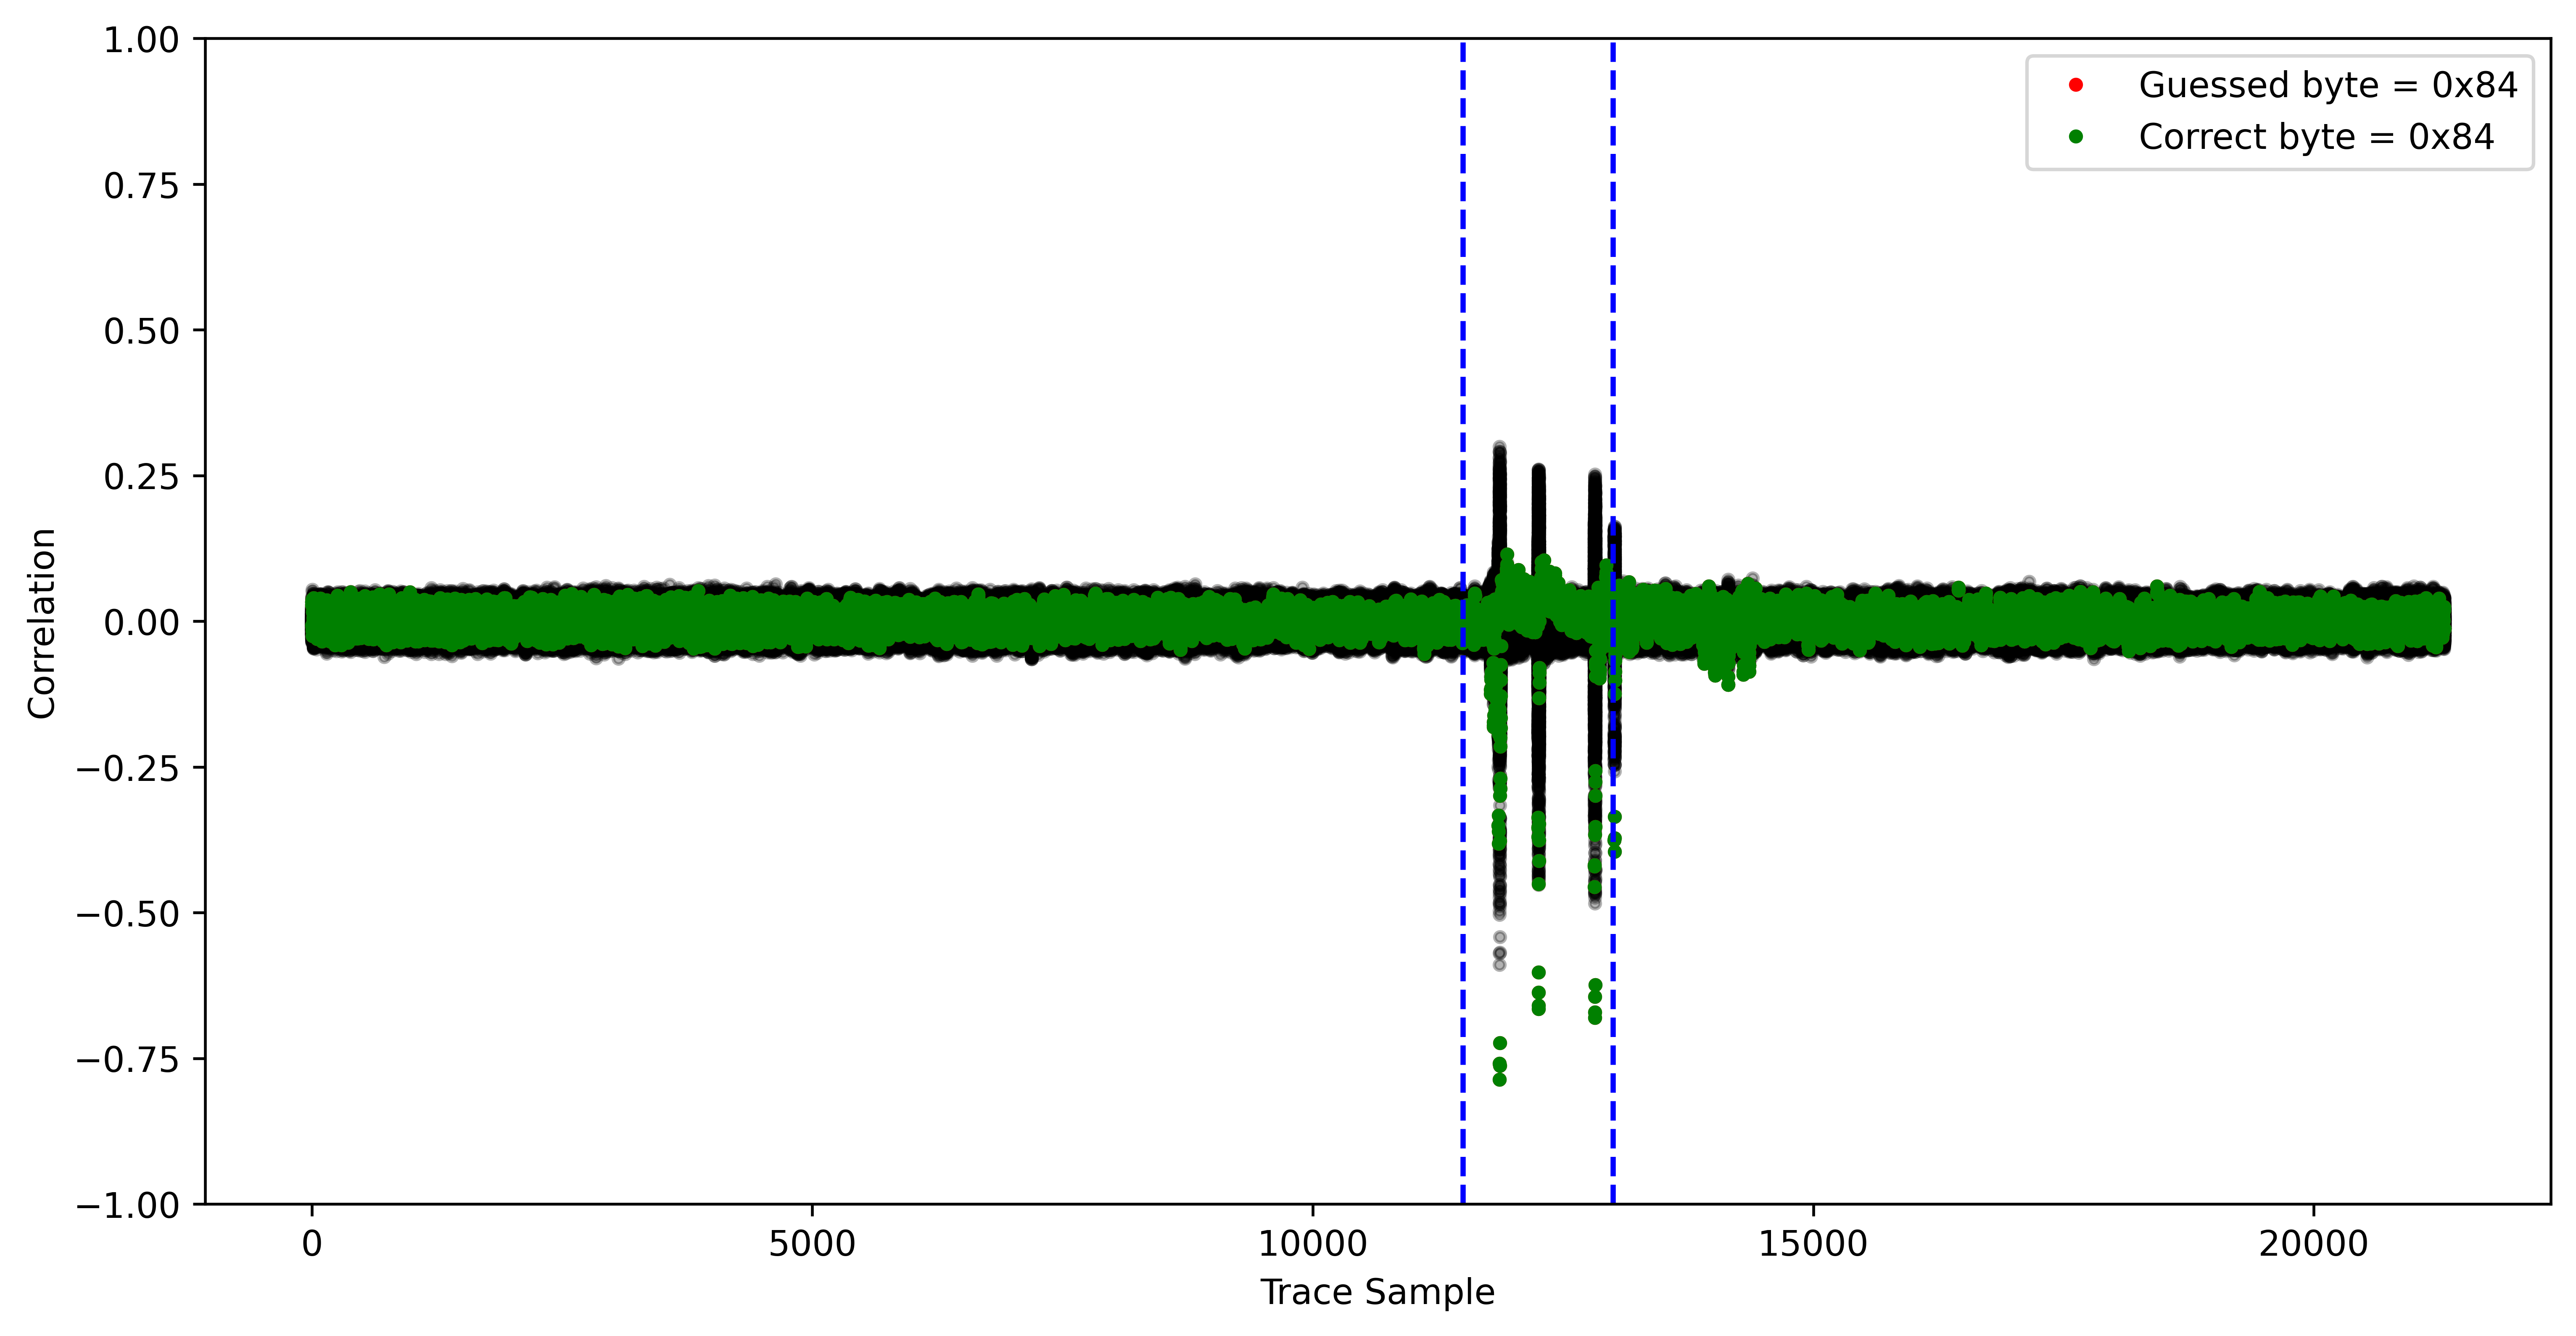 1.00
0.75
0.50
0.25
0.00
−0.25
−0.50
−0.75
−1.00
Correlation
Guessed byte = 0x84
Correct byte = 0x84
0 5000 10000 15000 20000
Trace Sample